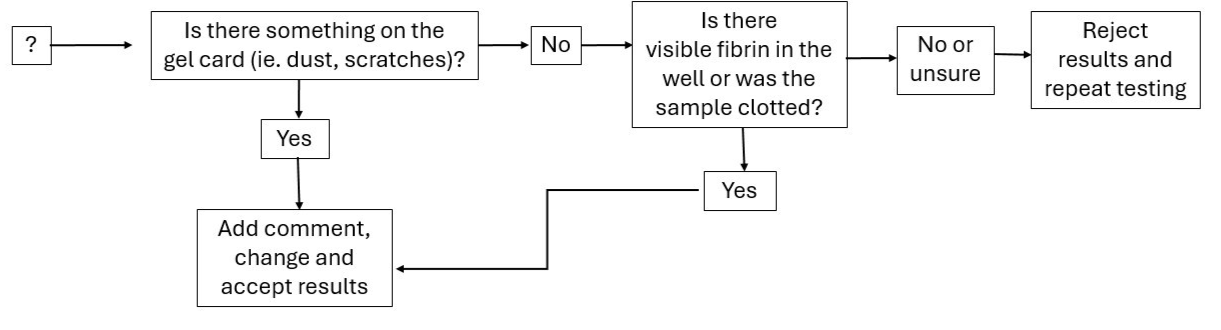 ?
Is there something on the
gel card (ie. dust, scratches)?
No
Is there
visible fibrin in the
well or was the
sample clotted?
No or
unsure
Reject
results and
repeat testing
Yes
Yes
Add comment,
change and
accept results